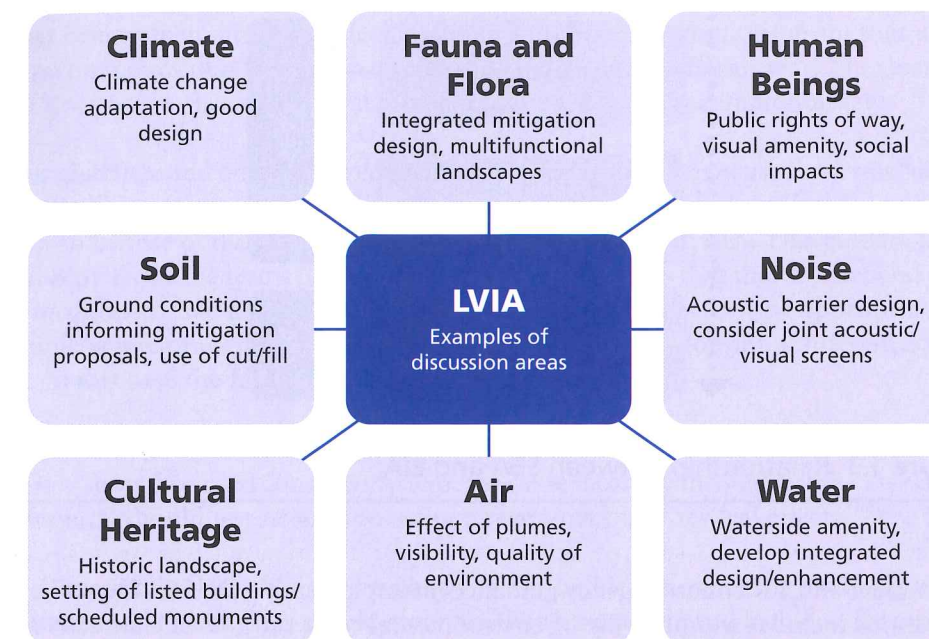 Climate
Climate change
adaptation, good
design
Fauna and
Flora
Integrated mitigation
design, multifunctional
landscapes
Human
Beings
Public rights of way,
visual amenity, social
impacts
Soil
Ground conditions
informing mitigation
proposals, use of cut/fill
LVIA
Examples of
discussion areas
Noise
Acoustic barrier design,
consider joint acoustic/
visual screens
Cultural
Heritage
Historic landscape,
setting of listed buildings/
scheduled monuments
Air
Effect of plumes,
visibility, quality of
environment
Water
Waterside amenity,
develop integrated
design/enhancement